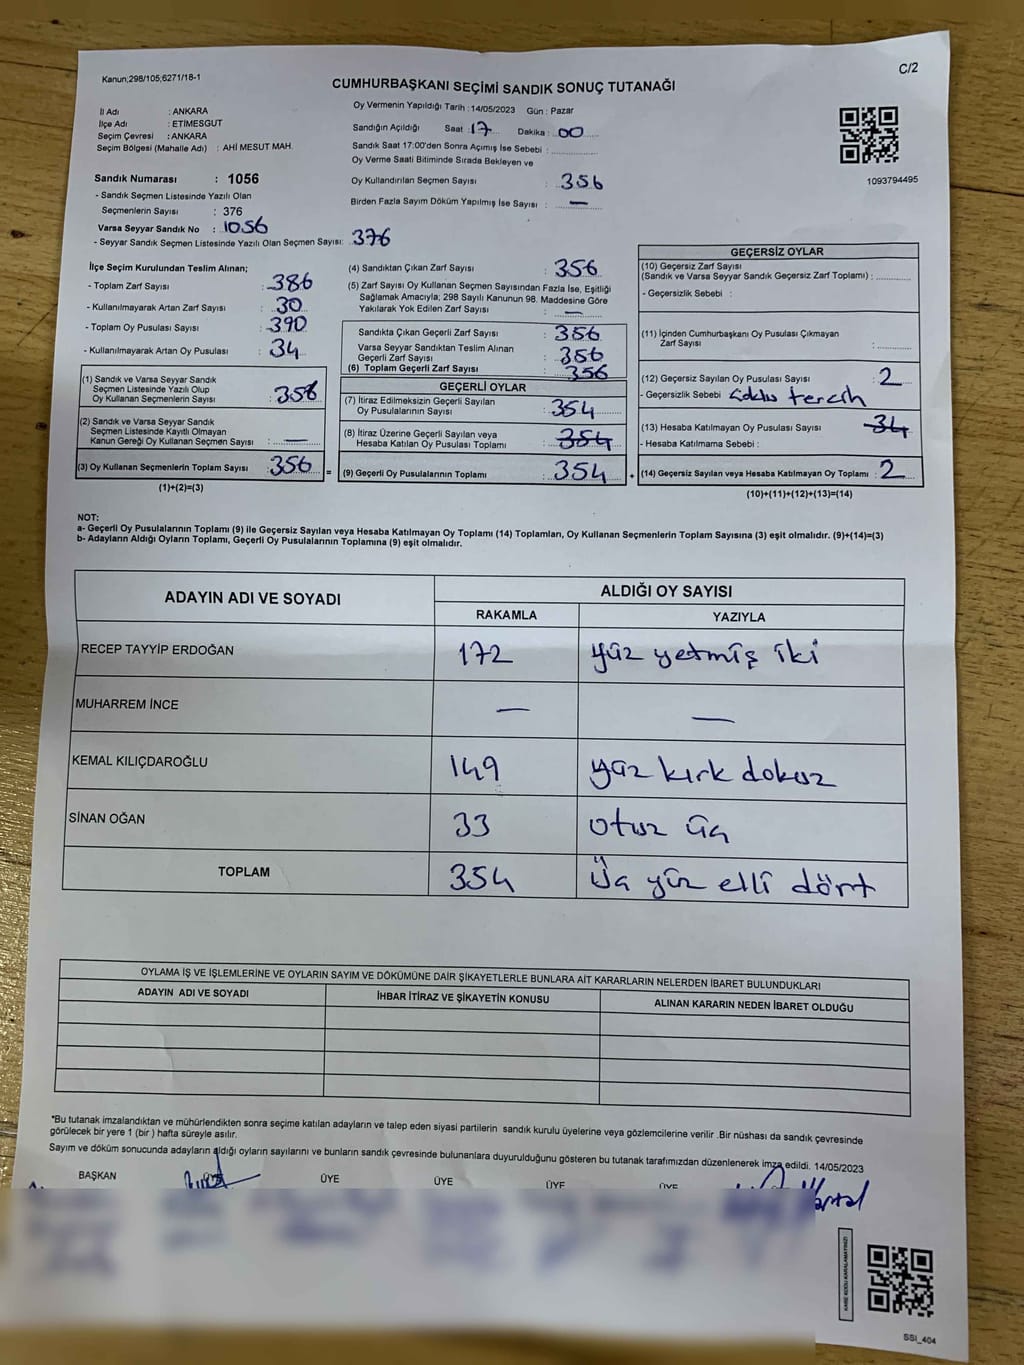 Kanun;298/105;6271/18-1
C/2
CUMHURBAŞKANI SEÇİMİ SANDIK SONUÇ TUTANAĞI
İl Adı : ANKARA
İlçe Adı : ETİMESGUT
Seçim Çevresi : ANKARA
Seçim Bölgesi (Mahalle Adı) : AHİ MESUT MAH.
Sandık Numarası : 1056
- Sandık Seçmen Listesinde Yazılı Olan
Seçmenlerin Sayısı : 376
Varsa Seyyar Sandık No : 1056
- Seyyar Sandık Seçmen Listesinde Yazılı Olan Seçmen Sayısı: 376
Oy Vermenin Yapıldığı Tarih : 14/05/2023 Gün : Pazar
Sandığın Açıldığı Saat : 17 Dakika : 00
Sandık Saat 17:00'den Sonra Açımış İse Sebebi :
Oy Verme Saati Bitiminde Sırada Bekleyen ve
Oy Kullandırılan Seçmen Sayısı : 356
Birden Fazla Sayım Döküm Yapılmış İse Sayısı : —
1093794495
İlçe Seçim Kurulundan Teslim Alınan;
- Toplam Zarf Sayısı : 386
- Kullanılmayarak Artan Zarf Sayısı : 30
- Toplam Oy Pusulası Sayısı : 390
- Kullanılmayarak Artan Oy Pusulası : 34
(1) Sandık ve Varsa Seyyar Sandık
Seçmen Listesinde Yazılı Olup
Oy Kullanan Seçmenlerin Sayısı : 356
(2) Sandık ve Varsa Seyyar Sandık
Seçmen Listesinde Kayıtlı Olmayan
Kanun Gereği Oy Kullanan Seçmen Sayısı : —
(3) Oy Kullanan Seçmenlerin Toplam Sayısı : 356
(1)+(2)=(3)
(4) Sandıktan Çıkan Zarf Sayısı : 356
(5) Zarf Sayısı Oy Kullanan Seçmen Sayısından Fazla İse, Eşitliği
Sağlamak Amacıyla; 298 Sayılı Kanunun 98. Maddesine Göre
Yakılarak Yok Edilen Zarf Sayısı : —
Sandıkta Çıkan Geçerli Zarf Sayısı : 356
Varsa Seyyar Sandıktan Teslim Alınan
Geçerli Zarf Sayısı : 356
(6) Toplam Geçerli Zarf Sayısı : 356
GEÇERLİ OYLAR
(7) İtiraz Edilmeksizin Geçerli Sayılan
Oy Pusulalarının Sayısı : 354
(8) İtiraz Üzerine Geçerli Sayılan veya
Hesaba Katılan Oy Pusulası Toplamı : 354
= (9) Geçerli Oy Pusulalarının Toplamı : 354
GEÇERSİZ OYLAR
(10) Geçersiz Zarf Sayısı
(Sandık ve Varsa Seyyar Sandık Geçersiz Zarf Toplamı) :
- Geçersizlik Sebebi :
(11) İçinden Cumhurbaşkanı Oy Pusulası Çıkmayan
Zarf Sayısı :
(12) Geçersiz Sayılan Oy Pusulası Sayısı : 2
- Geçersizlik Sebebi : çoklu tercih
(13) Hesaba Katılmayan Oy Pusulası Sayısı : 34
- Hesaba Katılmama Sebebi :
+ (14) Geçersiz Sayılan veya Hesaba Katılmayan Oy Toplamı : 2
(10)+(11)+(12)+(13)=(14)
NOT:
a- Geçerli Oy Pusulalarının Toplamı (9) ile Geçersiz Sayılan veya Hesaba Katılmayan Oy Toplamı (14) Toplamları, Oy Kullanan Seçmenlerin Toplam Sayısına (3) eşit olmalıdır. (9)+(14)=(3)
b- Adayların Aldığı Oyların Toplamı, Geçerli Oy Pusulalarının Toplamına (9) eşit olmalıdır.
ADAYIN ADI VE SOYADI
ALDIĞI OY SAYISI
RAKAMLA YAZIYLA
RECEP TAYYİP ERDOĞAN 172 yüz yetmiş iki
MUHARREM İNCE — —
KEMAL KILIÇDAROĞLU 149 yüz kırk dokuz
SİNAN OĞAN 33 otuz üç
TOPLAM 354 Üç yüz elli dört
OYLAMA İŞ VE İŞLEMLERİNE VE OYLARIN SAYIM VE DÖKÜMÜNE DAİR ŞİKAYETLERLE BUNLARA AİT KARARLARIN NELERDEN İBARET BULUNDUKLARI
ADAYIN ADI VE SOYADI İHBAR İTİRAZ VE ŞİKAYETİN KONUSU ALINAN KARARIN NEDEN İBARET OLDUĞU
*Bu tutanak imzalandıktan ve mühürlendikten sonra seçime katılan adayların ve talep eden siyasi partilerin sandık kurulu üyelerine veya gözlemcilerine verilir .Bir nüshası da sandık çevresinde
görülecek bir yere 1 (bir ) hafta süreyle asılır.
Sayım ve döküm sonucunda adayların aldığı oyların sayılarını ve bunların sandık çevresinde bulunanlara duyurulduğunu gösteren bu tutanak tarafımızdan düzenlenerek imza edildi. 14/05/2023
BAŞKAN ÜYE ÜYE ÜYE ÜYE ÜYE
KARE KODU KARALAMAYINIZ!
SSI_404